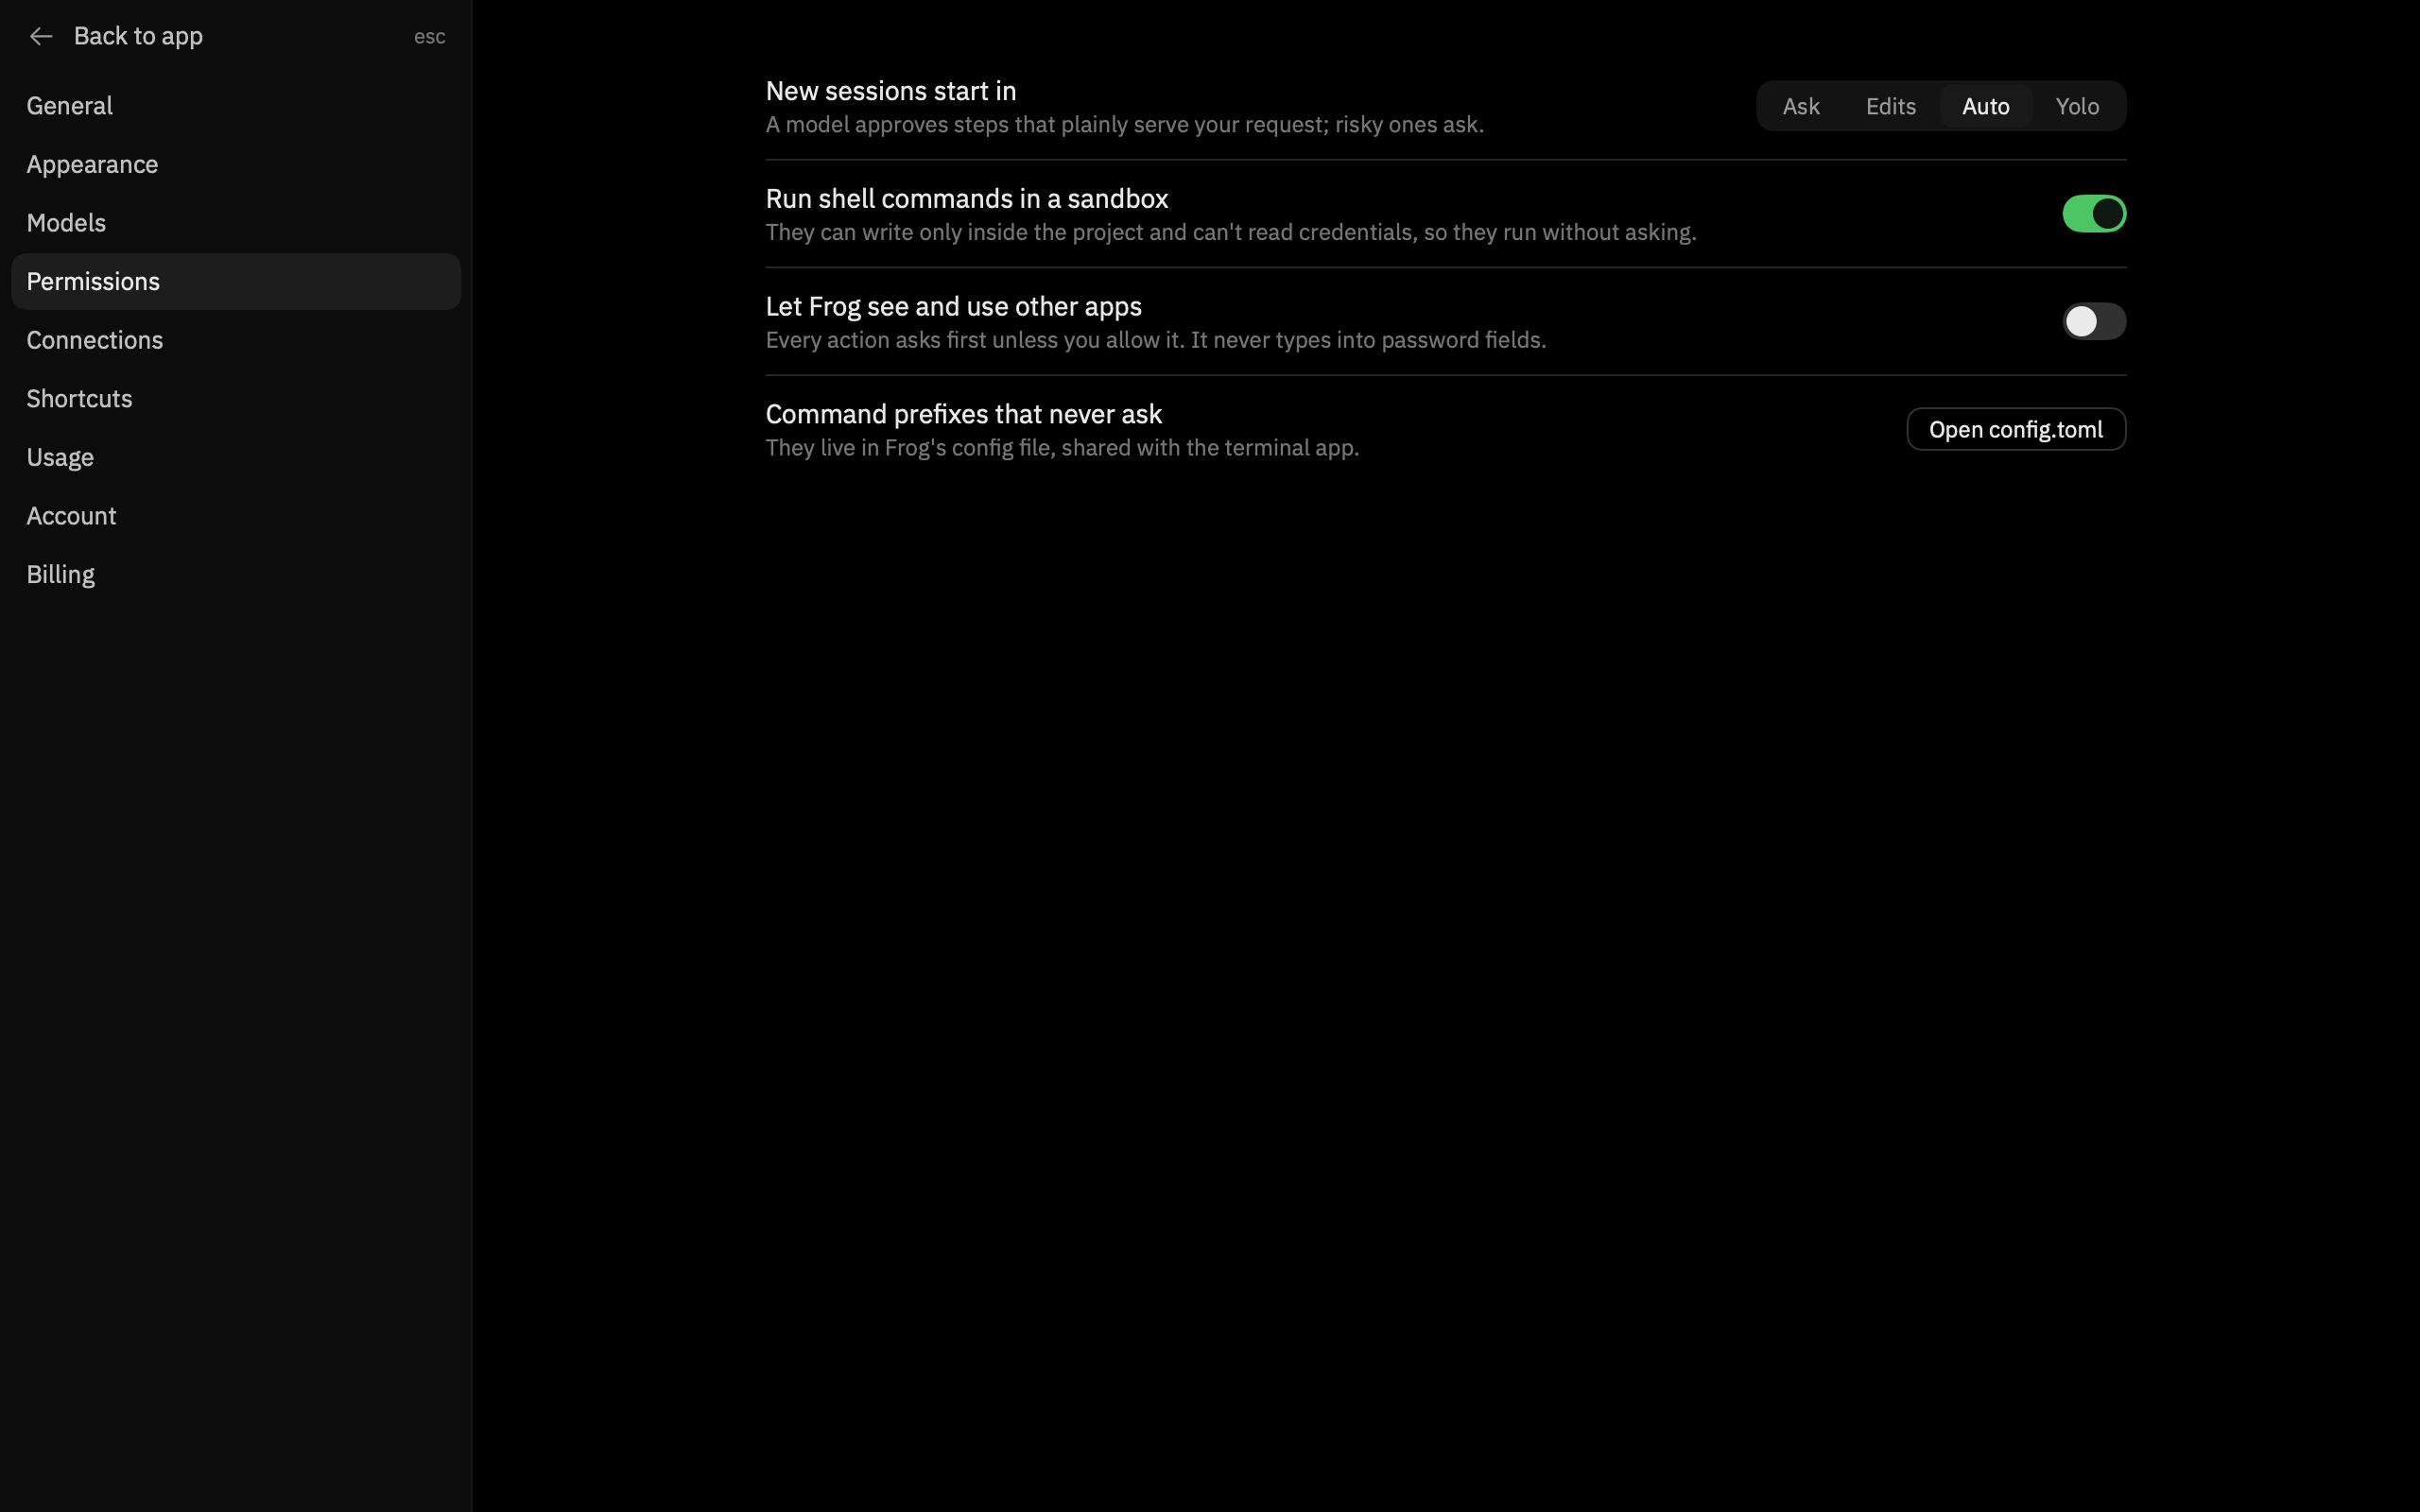 Back to app
esc
General
Appearance
Models
Permissions
Connections
Shortcuts
Usage
Account
Billing
New sessions start in
A model approves steps that plainly serve your request; risky ones ask.
Ask Edits Auto Yolo
Run shell commands in a sandbox
They can write only inside the project and can't read credentials, so they run without asking.
Let Frog see and use other apps
Every action asks first unless you allow it. It never types into password fields.
Command prefixes that never ask
They live in Frog's config file, shared with the terminal app.
Open config.toml